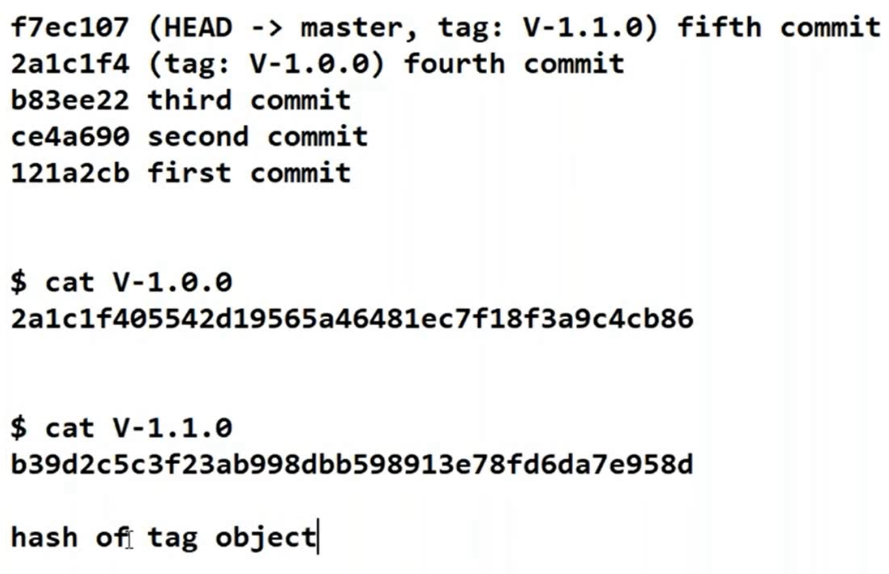 f7ec107 (HEAD -> master, tag: V-1.1.0) fifth commit
2a1c1f4 (tag: V-1.0.0) fourth commit
b83ee22 third commit
ce4a690 second commit
121a2cb first commit
$ cat V-1.0.0
2a1c1f405542d19565a46481ec7f18f3a9c4cb86
$ cat V-1.1.0
b39d2c5c3f23ab998dbb598913e78fd6da7e958d
hash of tag object